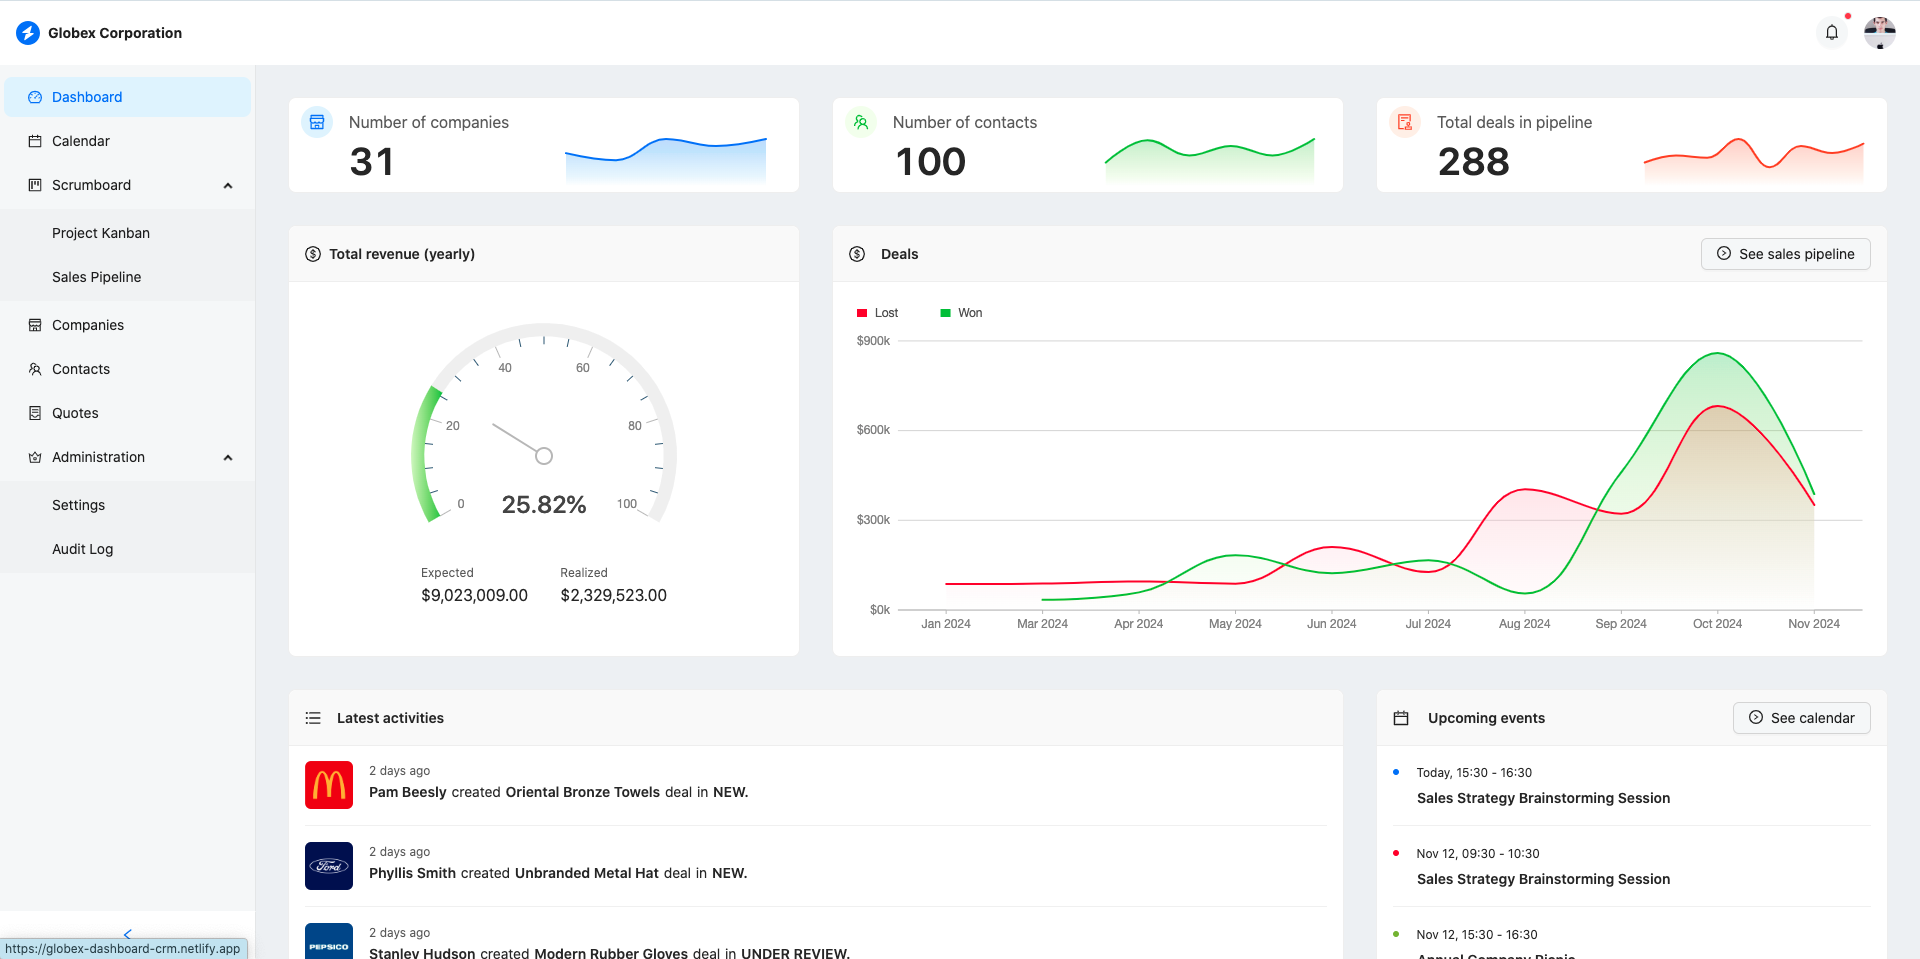 Globex Corporation
Dashboard
Calendar
Scrumboard
Project Kanban
Sales Pipeline
Companies
Contacts
Quotes
Administration
Settings
Audit Log
https://globex-dashboard-crm.netlify.app
Number of companies
31
Number of contacts
100
Total deals in pipeline
288
Total revenue (yearly)
0
20
40
60
80
100
25.82%
Expected
$9,023,009.00
Realized
$2,329,523.00
Deals
See sales pipeline
Lost
Won
$900k
$600k
$300k
$0k
Jan 2024 Mar 2024 Apr 2024 May 2024 Jun 2024 Jul 2024 Aug 2024 Sep 2024 Oct 2024 Nov 2024
Latest activities
2 days ago
Pam Beesly created Oriental Bronze Towels deal in NEW.
Ford
2 days ago
Phyllis Smith created Unbranded Metal Hat deal in NEW.
PEPSICO
2 days ago
Stanley Hudson created Modern Rubber Gloves deal in UNDER REVIEW.
Upcoming events
See calendar
Today, 15:30 - 16:30
Sales Strategy Brainstorming Session
Nov 12, 09:30 - 10:30
Sales Strategy Brainstorming Session
Nov 12, 15:30 - 16:30
Annual Company Picnic